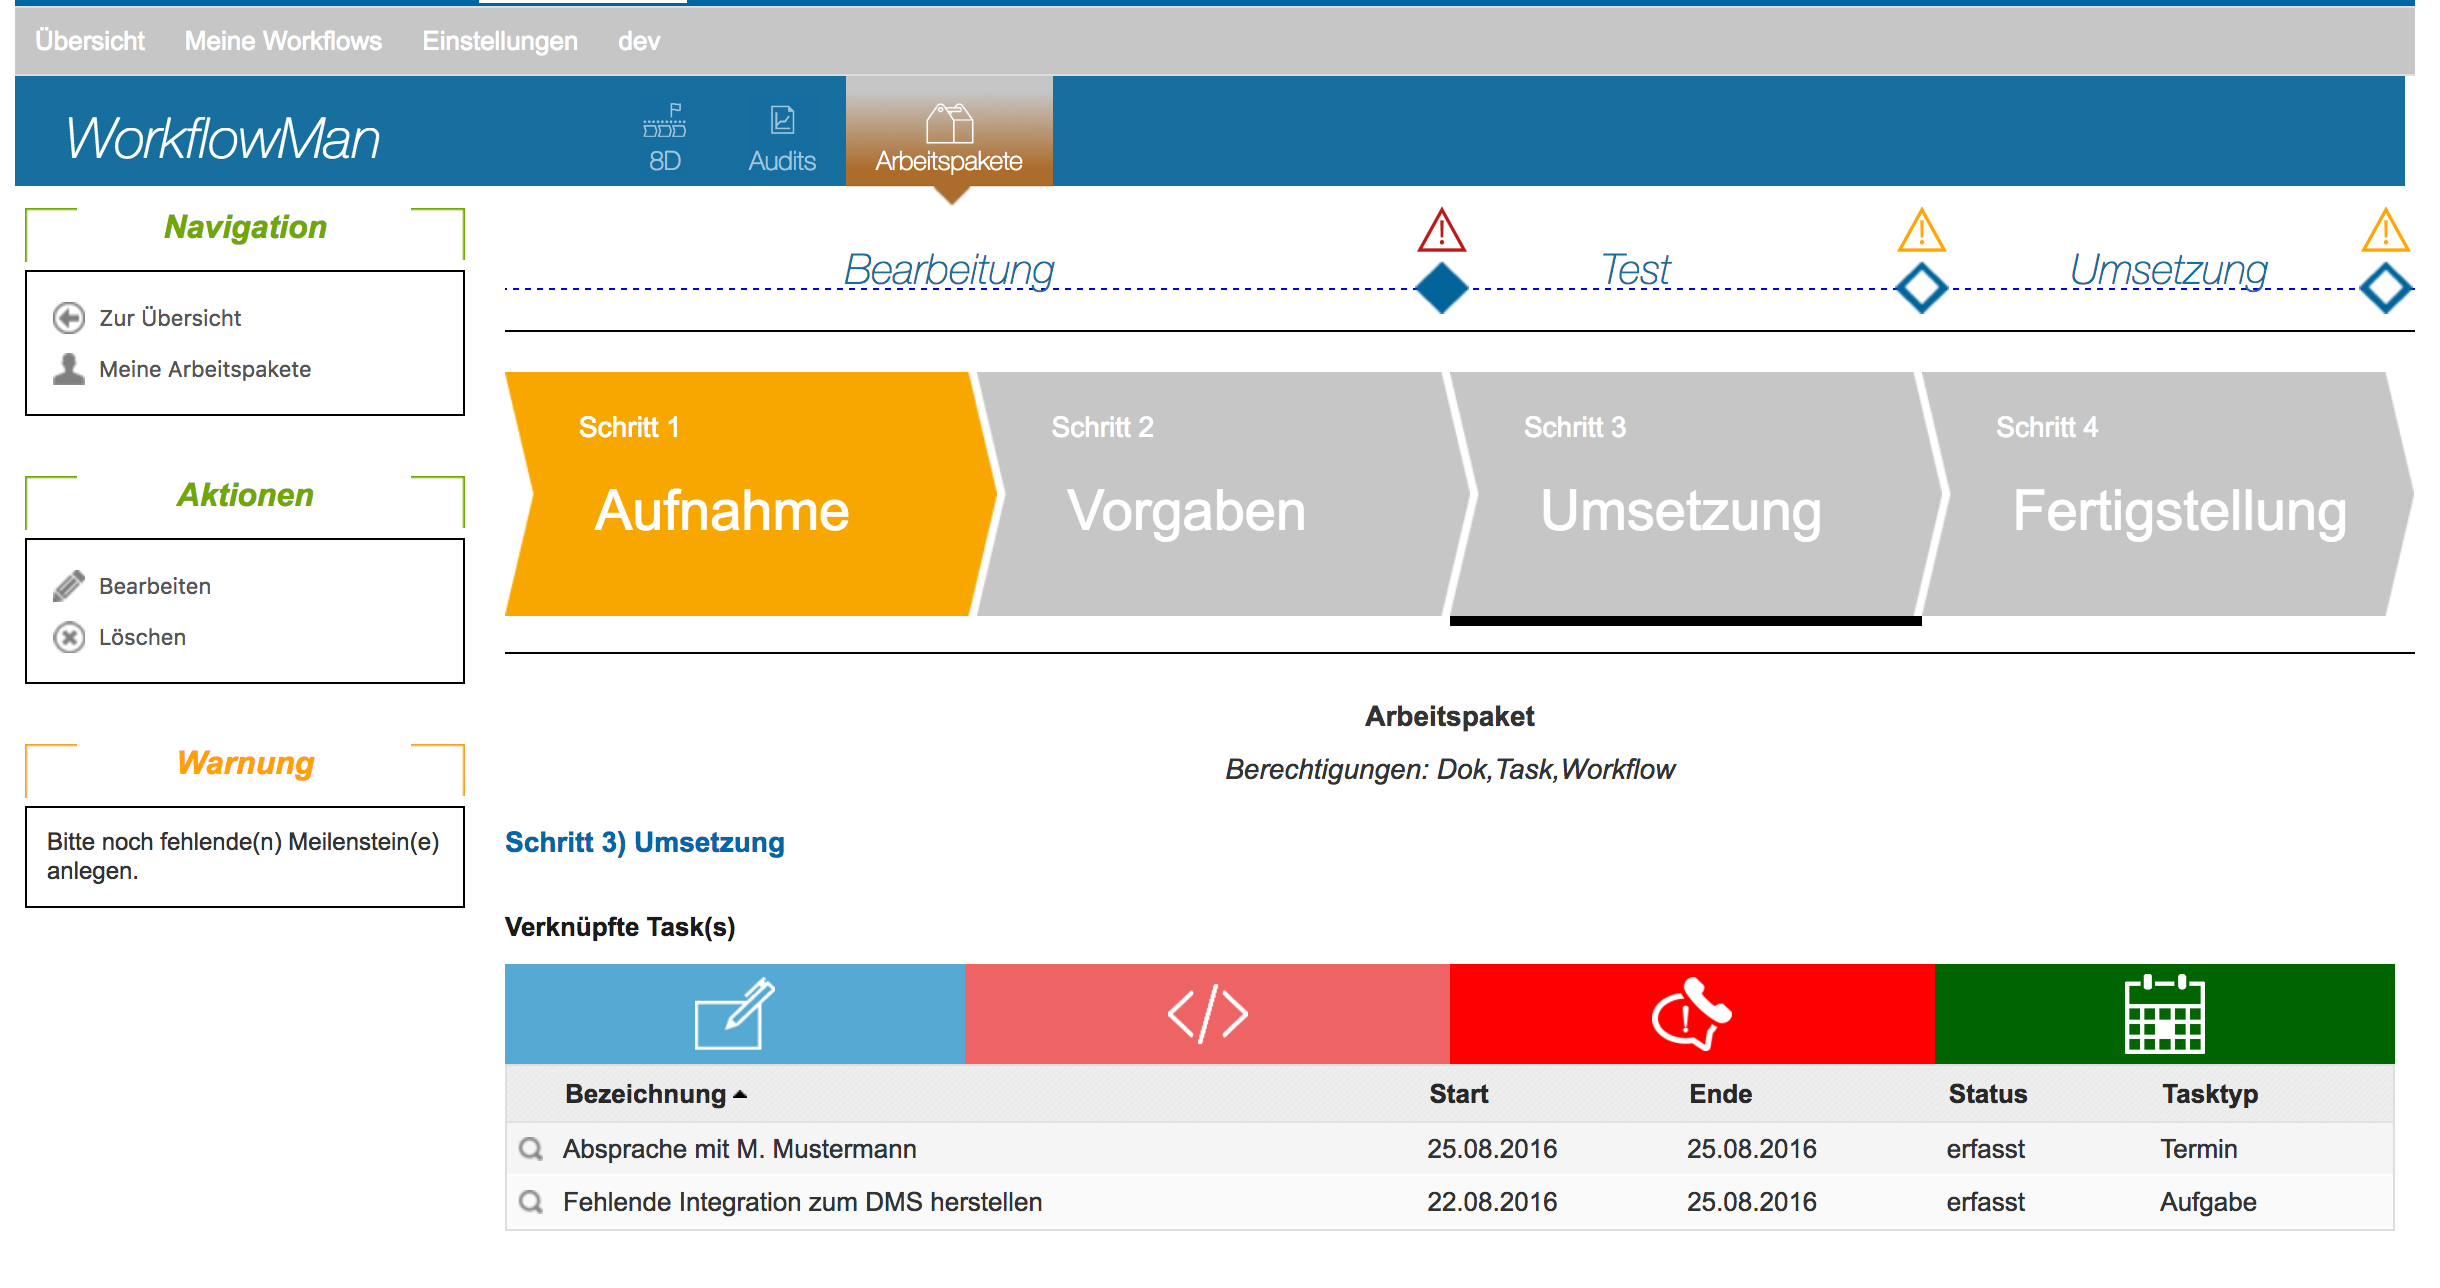 Übersicht Meine Workflows Einstellungen dev
WorkflowMan
8D Audits Arbeitspakete
Navigation
Zur Übersicht
Meine Arbeitspakete
Aktionen
Bearbeiten
Löschen
Warnung
Bitte noch fehlende(n) Meilenstein(e)
anlegen.
Bearbeitung Test Umsetzung
Schritt 1 Schritt 2 Schritt 3 Schritt 4
Aufnahme Vorgaben Umsetzung Fertigstellung
Arbeitspaket
Berechtigungen: Dok,Task,Workflow
Schritt 3) Umsetzung
Verknüpfte Task(s)
Bezeichnung Start Ende Status Tasktyp
Absprache mit M. Mustermann 25.08.2016 25.08.2016 erfasst Termin
Fehlende Integration zum DMS herstellen 22.08.2016 25.08.2016 erfasst Aufgabe